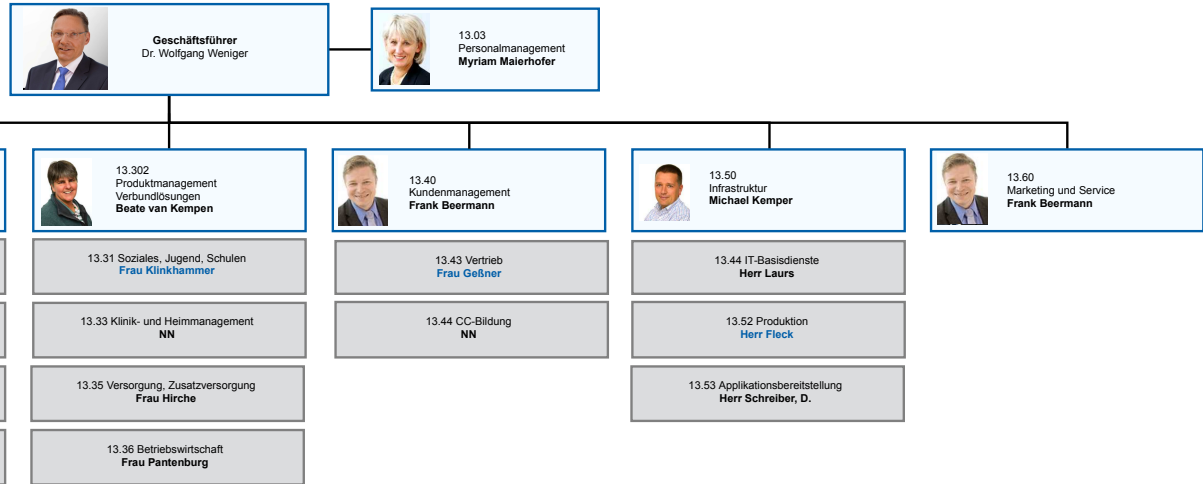 Geschäftsführer
Dr. Wolfgang Weniger
13.03
Personalmanagement
Myriam Maierhofer
13.302
Produktmanagement
Verbundlösungen
Beate van Kempen
13.40
Kundenmanagement
Frank Beermann
13.50
Infrastruktur
Michael Kemper
13.60
Marketing und Service
Frank Beermann
13.31 Soziales, Jugend, Schulen
Frau Klinkhammer
13.33 Klinik- und Heimmanagement
NN
13.35 Versorgung, Zusatzversorgung
Frau Hirche
13.36 Betriebswirtschaft
Frau Pantenburg
13.43 Vertrieb
Frau Geßner
13.44 CC-Bildung
NN
13.44 IT-Basisdienste
Herr Laurs
13.52 Produktion
Herr Fleck
13.53 Applikationsbereitstellung
Herr Schreiber, D.